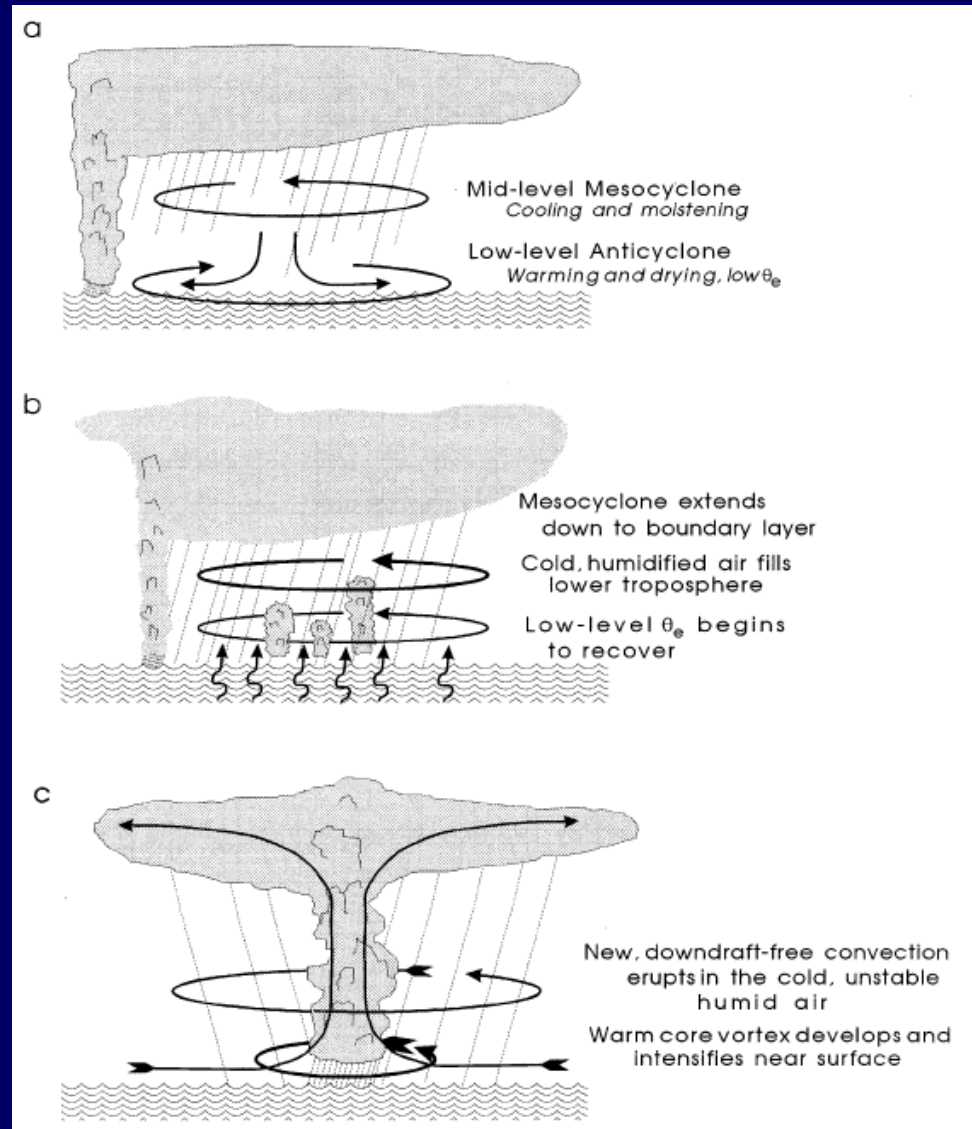 a
Mid-level Mesocyclone
Cooling and moistening
Low-level Anticyclone
Warming and drying, low θe
b
Mesocyclone extends
down to boundary layer
Cold, humidified air fills
lower troposphere
Low-level θe begins
to recover
c
New, downdraft-free convection
erupts in the cold, unstable
humid air
Warm core vortex develops and
intensifies near surface